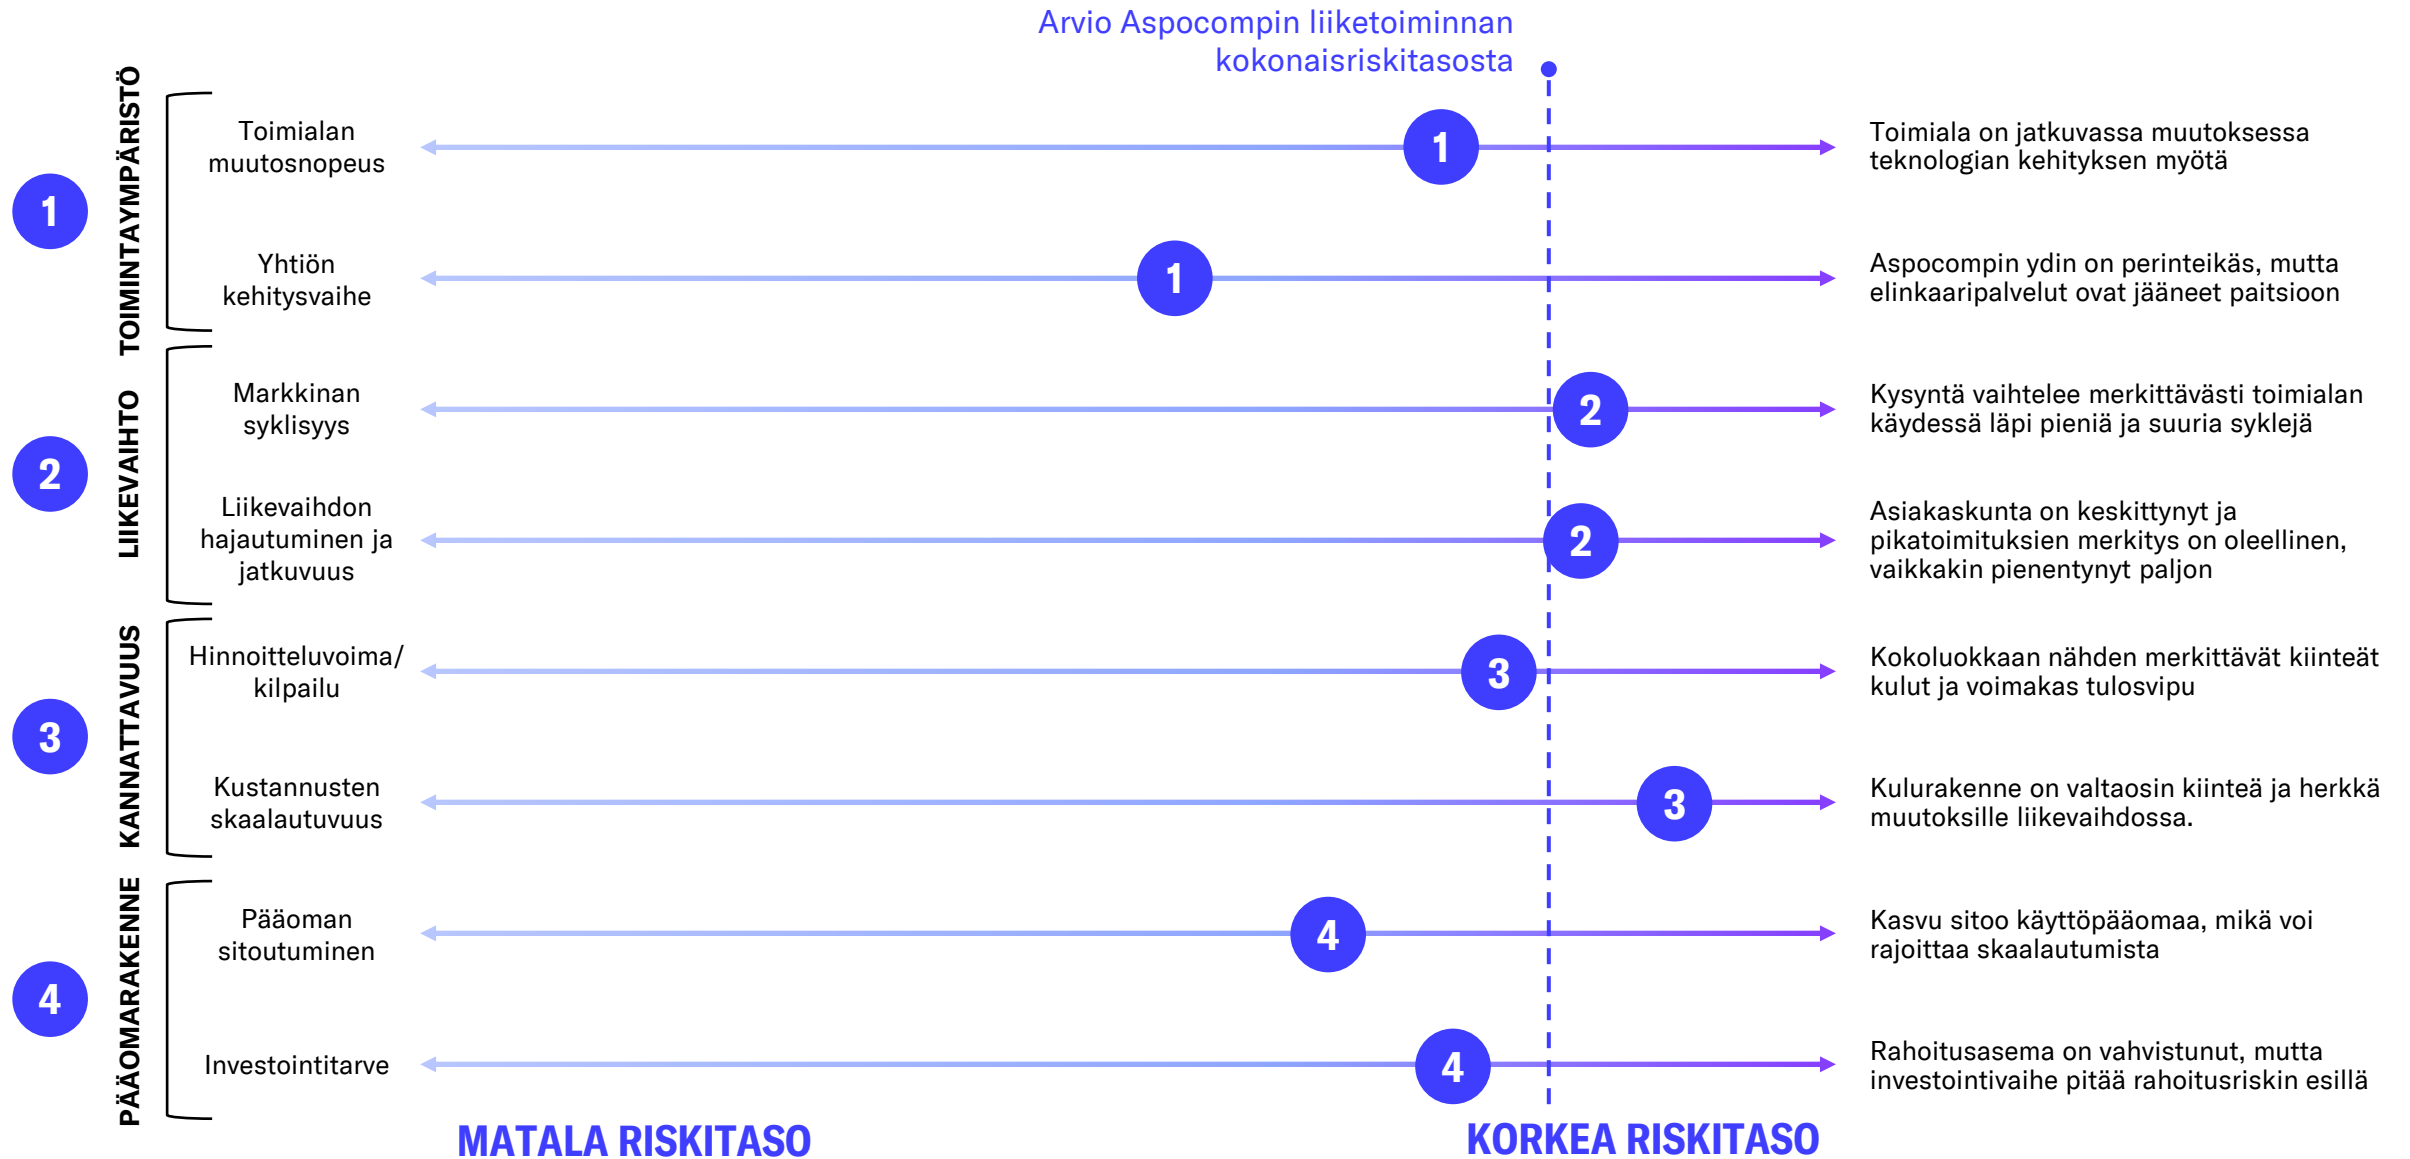 Arvio Aspocompin liiketoiminnan
kokonaisriskitasosta
1
TOIMINTAYMPÄRISTÖ
Toimialan
muutosnopeus
1
Toimiala on jatkuvassa muutoksessa
teknologian kehityksen myötä
Yhtiön
kehitysvaihe
1
Aspocompin ydin on perinteikäs, mutta
elinkaaripalvelut ovat jääneet paitsioon
2
LIIKEVAIHTO
Markkinan
syklisyys
2
Kysyntä vaihtelee merkittävästi toimialan
käydessä läpi pieniä ja suuria syklejä
Liikevaihdon
hajautuminen ja
jatkuvuus
2
Asiakaskunta on keskittynyt ja
pikatoimituksien merkitys on oleellinen,
vaikkakin pienentynyt paljon
3
KANNATTAVUUS
Hinnoitteluvoima/
kilpailu
3
Kokoluokkaan nähden merkittävät kiinteät
kulut ja voimakas tulosvipu
Kustannusten
skaalautuvuus
3
Kulurakenne on valtaosin kiinteä ja herkkä
muutoksille liikevaihdossa.
4
PÄÄOMARAKENNE
Pääoman
sitoutuminen
4
Kasvu sitoo käyttöpääomaa, mikä voi
rajoittaa skaalautumista
Investointitarve
4
Rahoitusasema on vahvistunut, mutta
investointivaihe pitää rahoitusriskin esillä
MATALA RISKITASO
KORKEA RISKITASO